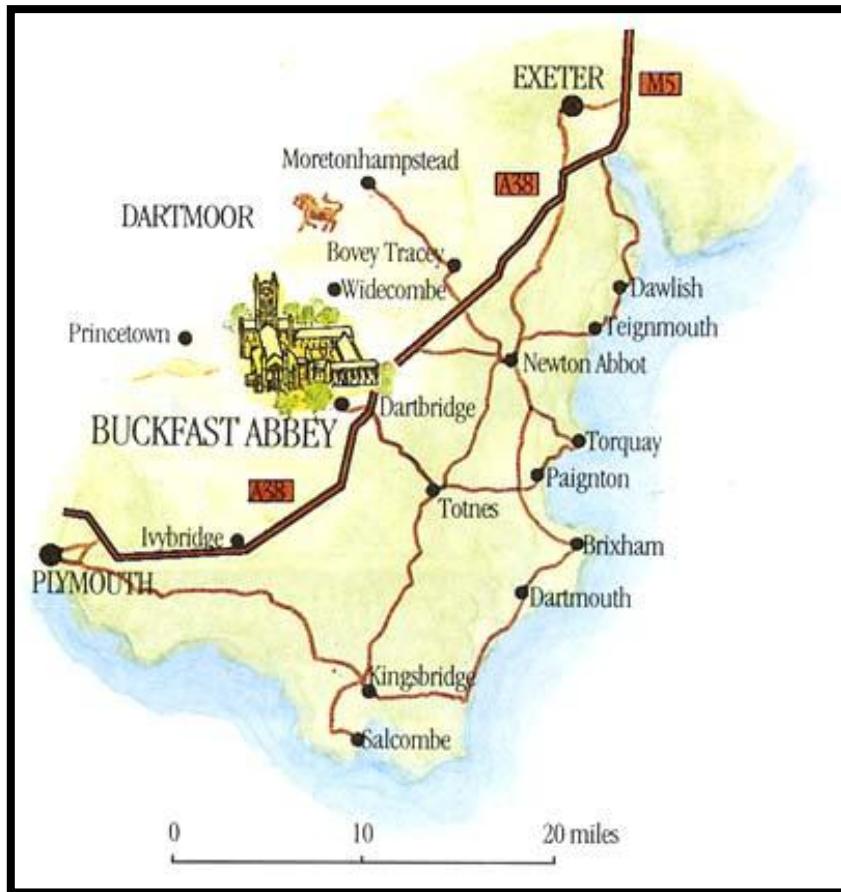 EXETER
M5
Moretonhampstead
A38
DARTMOOR
Bovey Tracey
Widecombe
Dawlish
Princetown
Teignmouth
Newton Abbot
Dartbridge
BUCKFAST ABBEY
Torquay
Paignton
A38
Totnes
Ivybridge
Brixham
PLYMOUTH
Dartmouth
Kingsbridge
Salcombe
0 10 20 miles